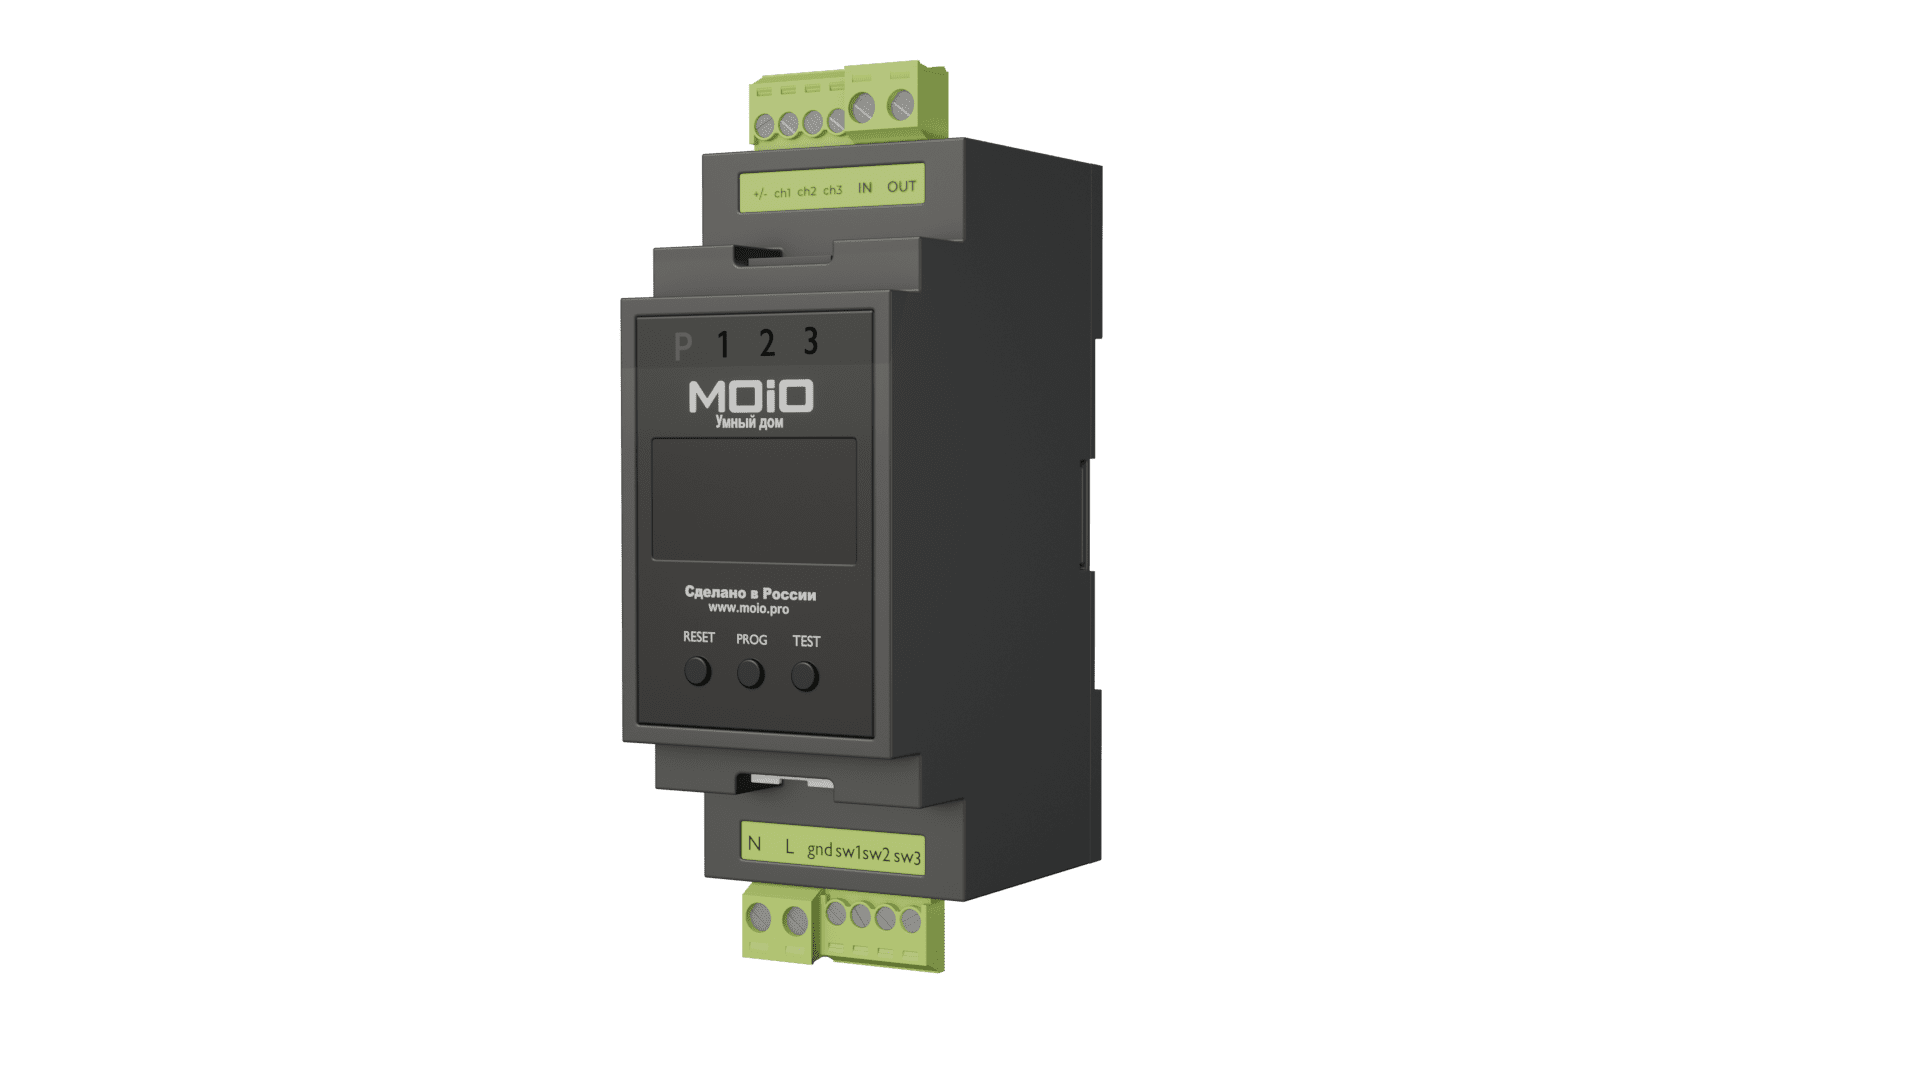 +/- ch1 ch2 ch3 IN OUT
P 1 2 3
MOiO
Умный дом
Сделано в России
www.moio.pro
RESET PROG TEST
N L gnd sw1 sw2 sw3